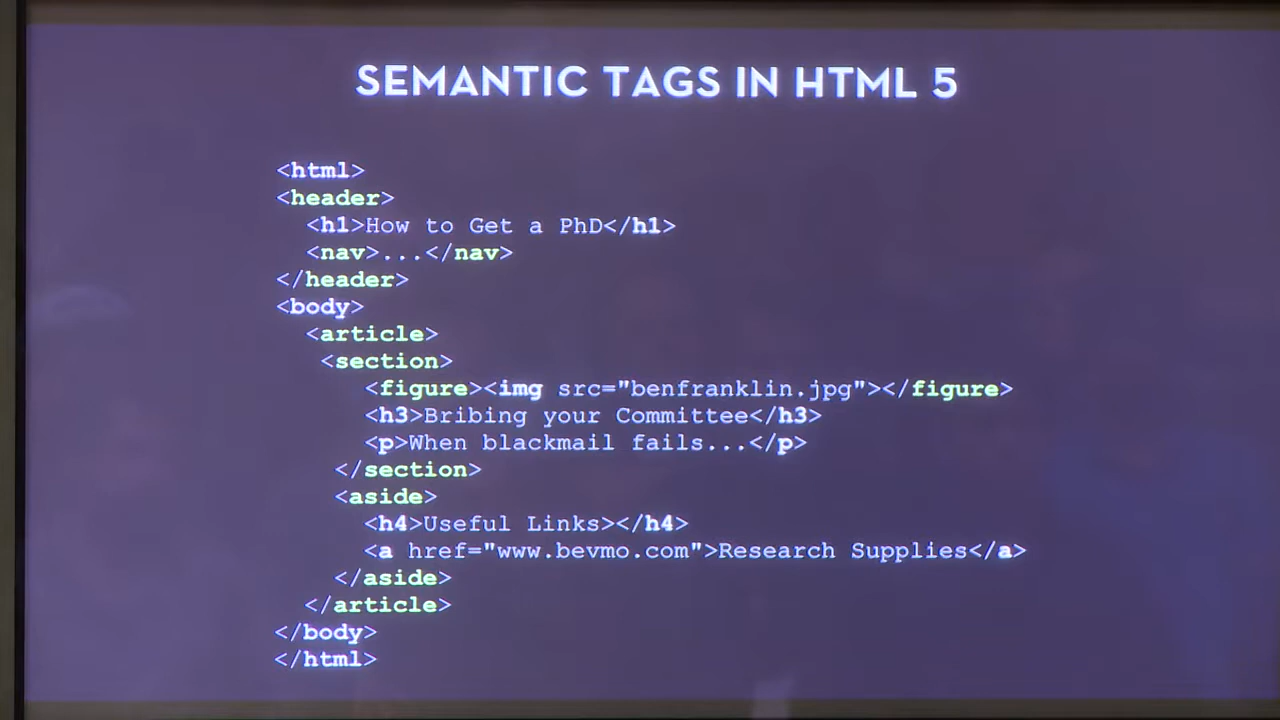 SEMANTIC TAGS IN HTML 5
<html>
<header>
<h1>How to Get a PhD</h1>
<nav>...</nav>
</header>
<body>
<article>
<section>
<figure><img src="benfranklin.jpg"></figure>
<h3>Bribing your Committee</h3>
<p>When blackmail fails...</p>
</section>
<aside>
<h4>Useful Links></h4>
<a href="www.bevmo.com">Research Supplies</a>
</aside>
</article>
</body>
</html>